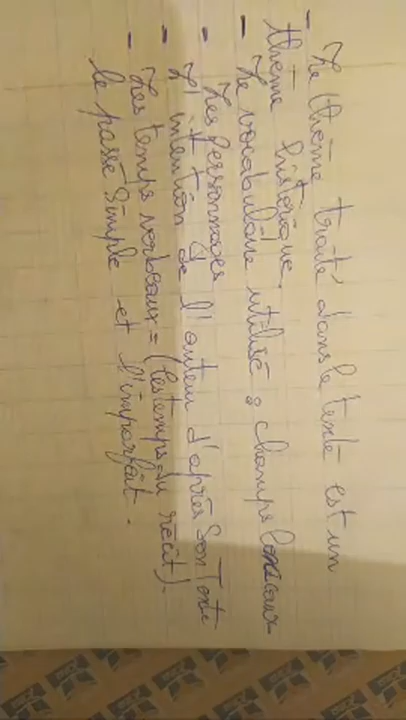 - Le thème traité dans le texte est un
thème historique.
- Le vocabulaire utilisé : champs lexicaux
- Les personnages
- L'intention de l'auteur d'après son texte
- Les temps verbaux = (les temps du récit).
le passé simple et l'imparfait.